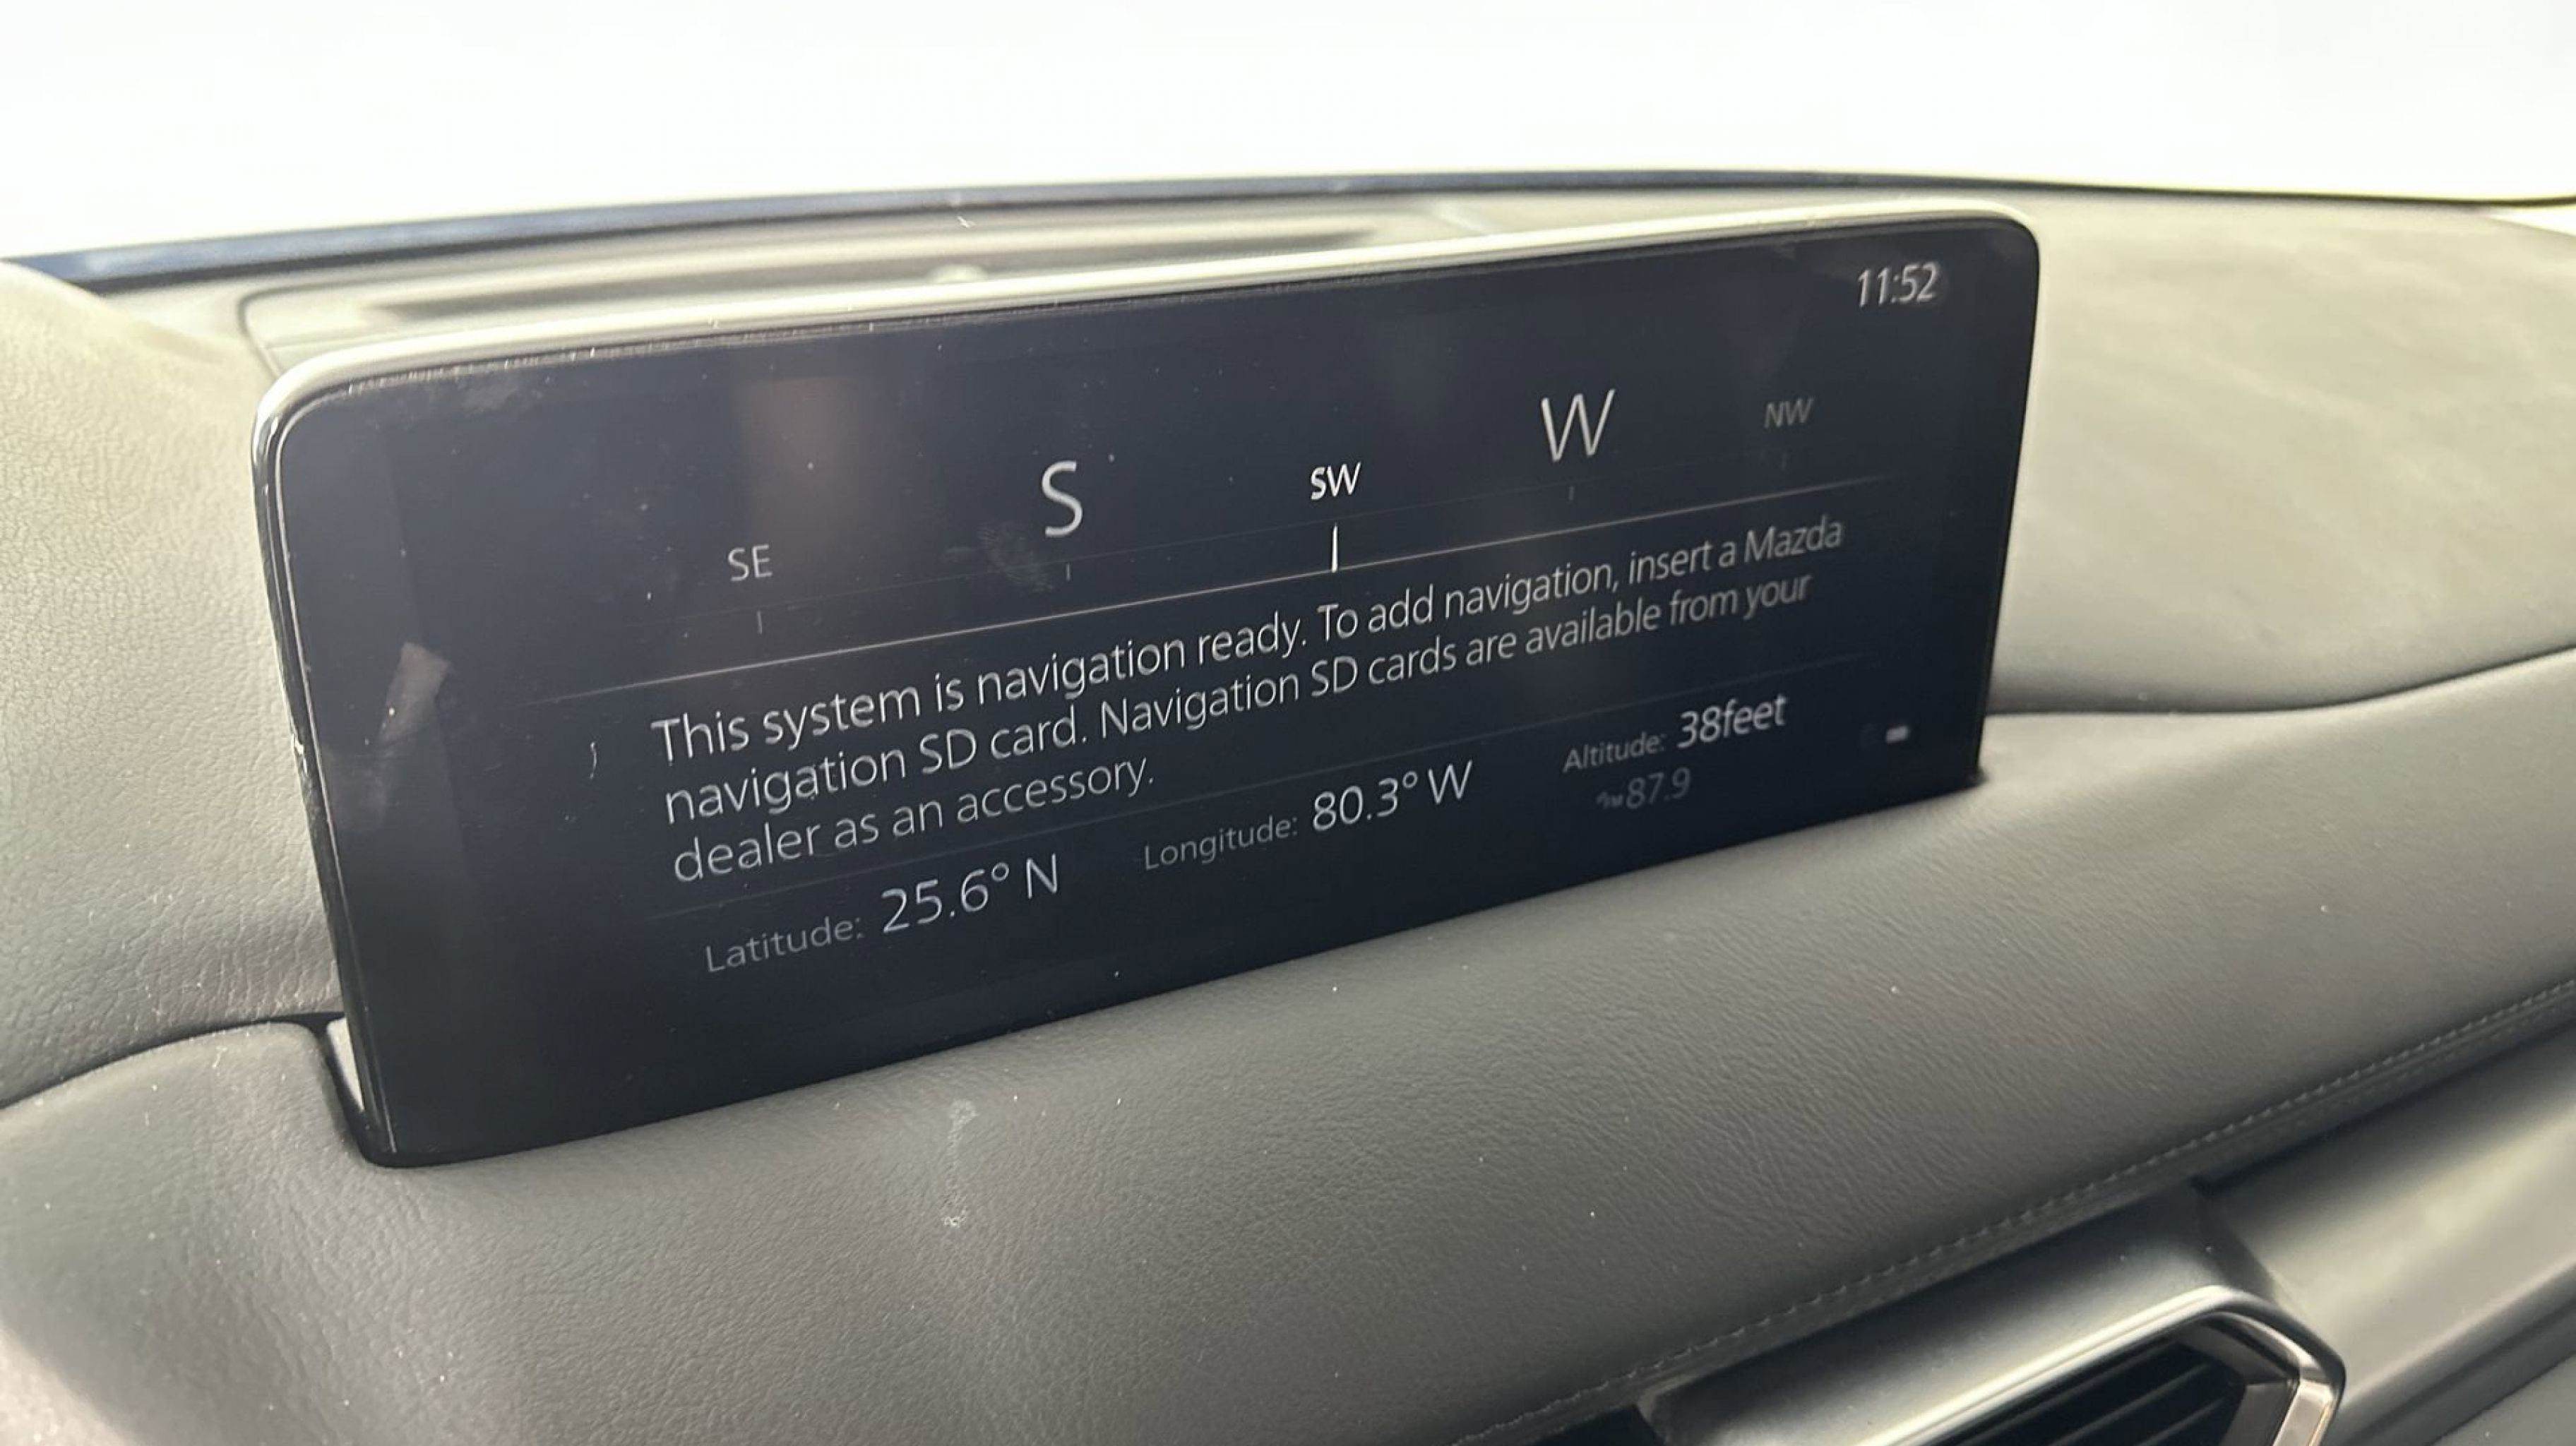 11:52
SE S SW W NW
This system is navigation ready. To add navigation, insert a Mazda
navigation SD card. Navigation SD cards are available from your
dealer as an accessory.
Latitude: 25.6° N Longitude: 80.3° W Altitude: 38feet
87.9